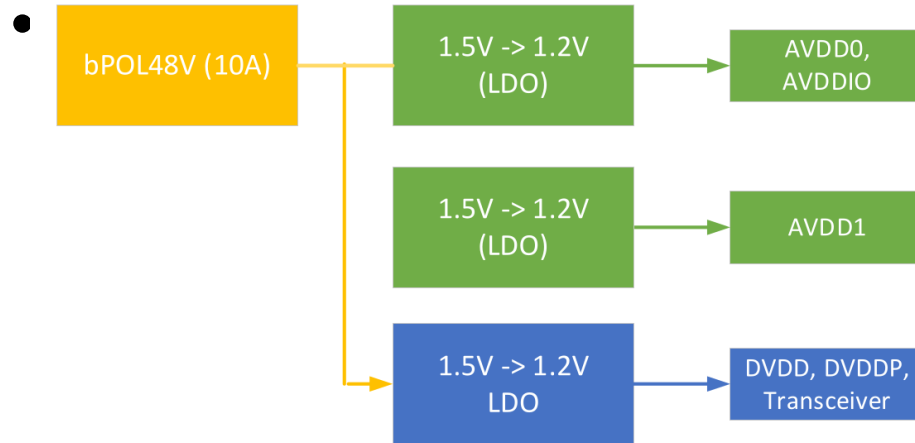 bPOL48V (10A)
1.5V -> 1.2V
(LDO)
AVDD0,
AVDDIO
1.5V -> 1.2V
(LDO)
AVDD1
1.5V -> 1.2V
LDO
DVDD, DVDDP,
Transceiver